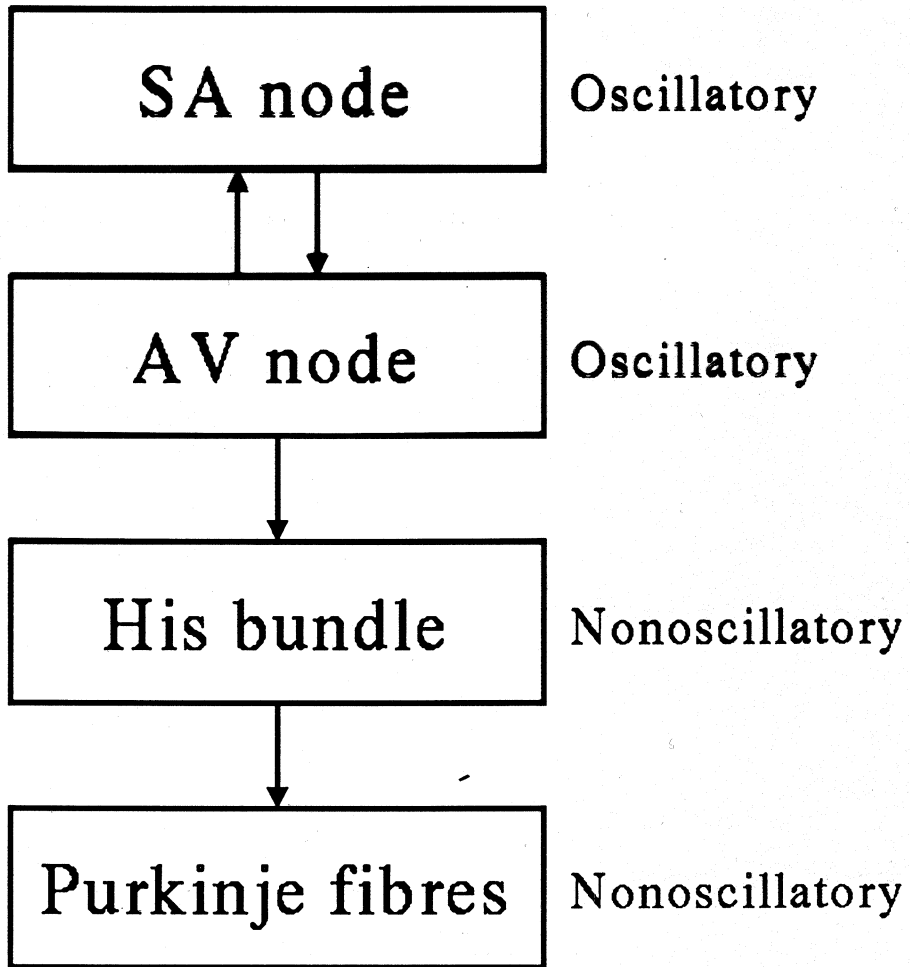 SA node Oscillatory
AV node Oscillatory
His bundle Nonoscillatory
Purkinje fibres Nonoscillatory